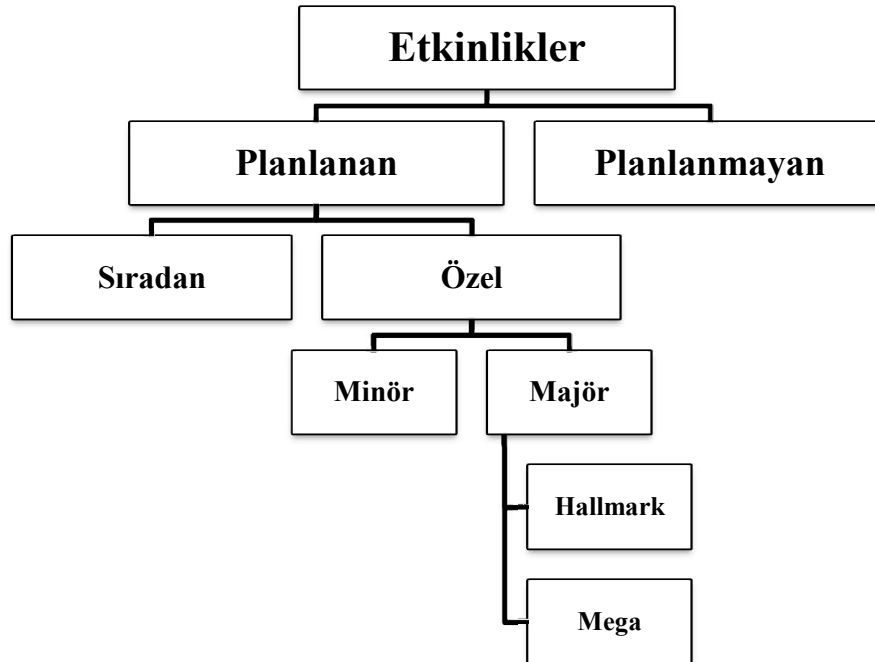 Etkinlikler
Planlanan
Planlanmayan
Sıradan
Özel
Minör
Majör
Hallmark
Mega